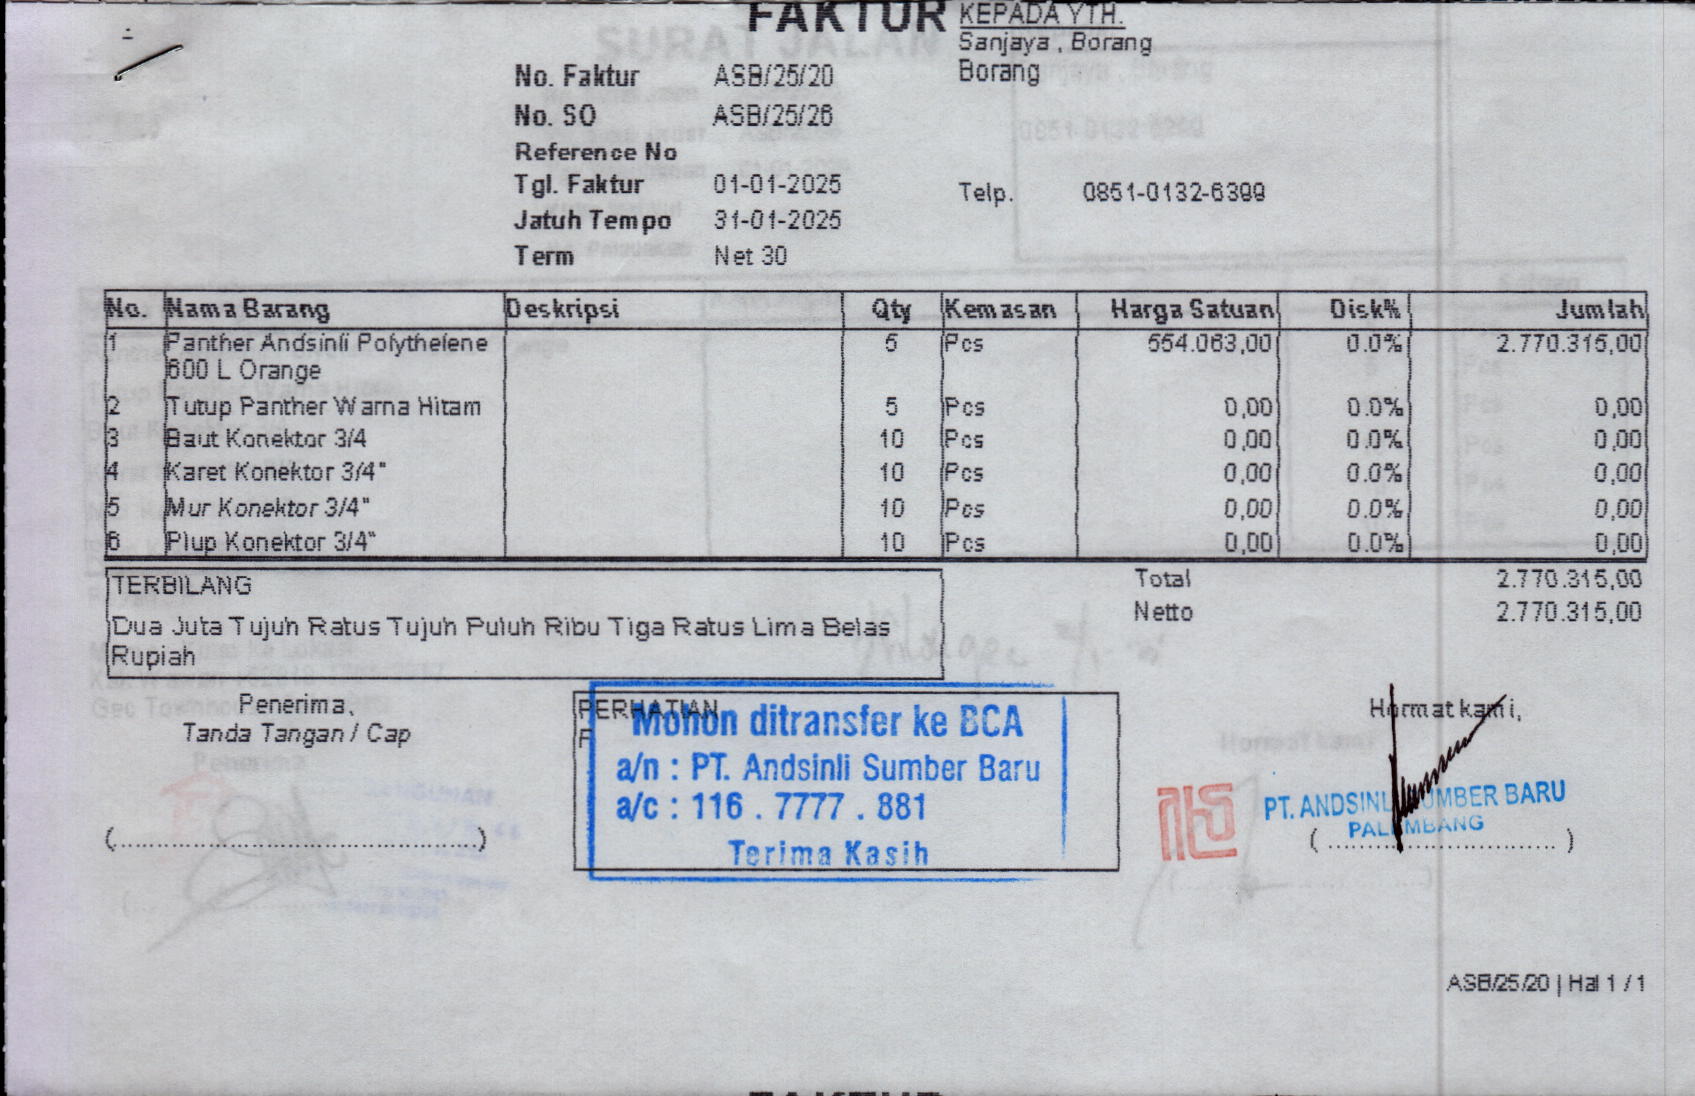 FAKTUR
KEPADA YTH.
Sanjaya , Borang
Borang
No. Faktur ASB/25/20
No. SO ASB/25/26
Reference No
Tgl. Faktur 01-01-2025
Jatuh Tempo 31-01-2025
Term Net 30
Telp. 0851-0132-6399
No. Nama Barang Deskripsi Qty Kemasan Harga Satuan Disk% Jumlah
1 Panther Andsinli Polythelene 5 Pcs 554.063,00 0.0% 2.770.315,00
600 L Orange
2 Tutup Panther Warna Hitam 5 Pcs 0,00 0.0% 0,00
3 Baut Konektor 3/4 10 Pcs 0,00 0.0% 0,00
4 Karet Konektor 3/4" 10 Pcs 0,00 0.0% 0,00
5 Mur Konektor 3/4" 10 Pcs 0,00 0.0% 0,00
6 Plup Konektor 3/4" 10 Pcs 0,00 0.0% 0,00
TERBILANG
Dua Juta Tujuh Ratus Tujuh Puluh Ribu Tiga Ratus Lima Belas
Rupiah
Total 2.770.315,00
Netto 2.770.315,00
Penerima,
Tanda Tangan / Cap
PERHATIAN
Mohon ditransfer ke BCA
a/n : PT. Andsinli Sumber Baru
a/c : 116 . 7777 . 881
Terima Kasih
Hormat kami,
PT. ANDSINLI SUMBER BARU
PALEMBANG
ASB/25/20 | Hal 1 / 1